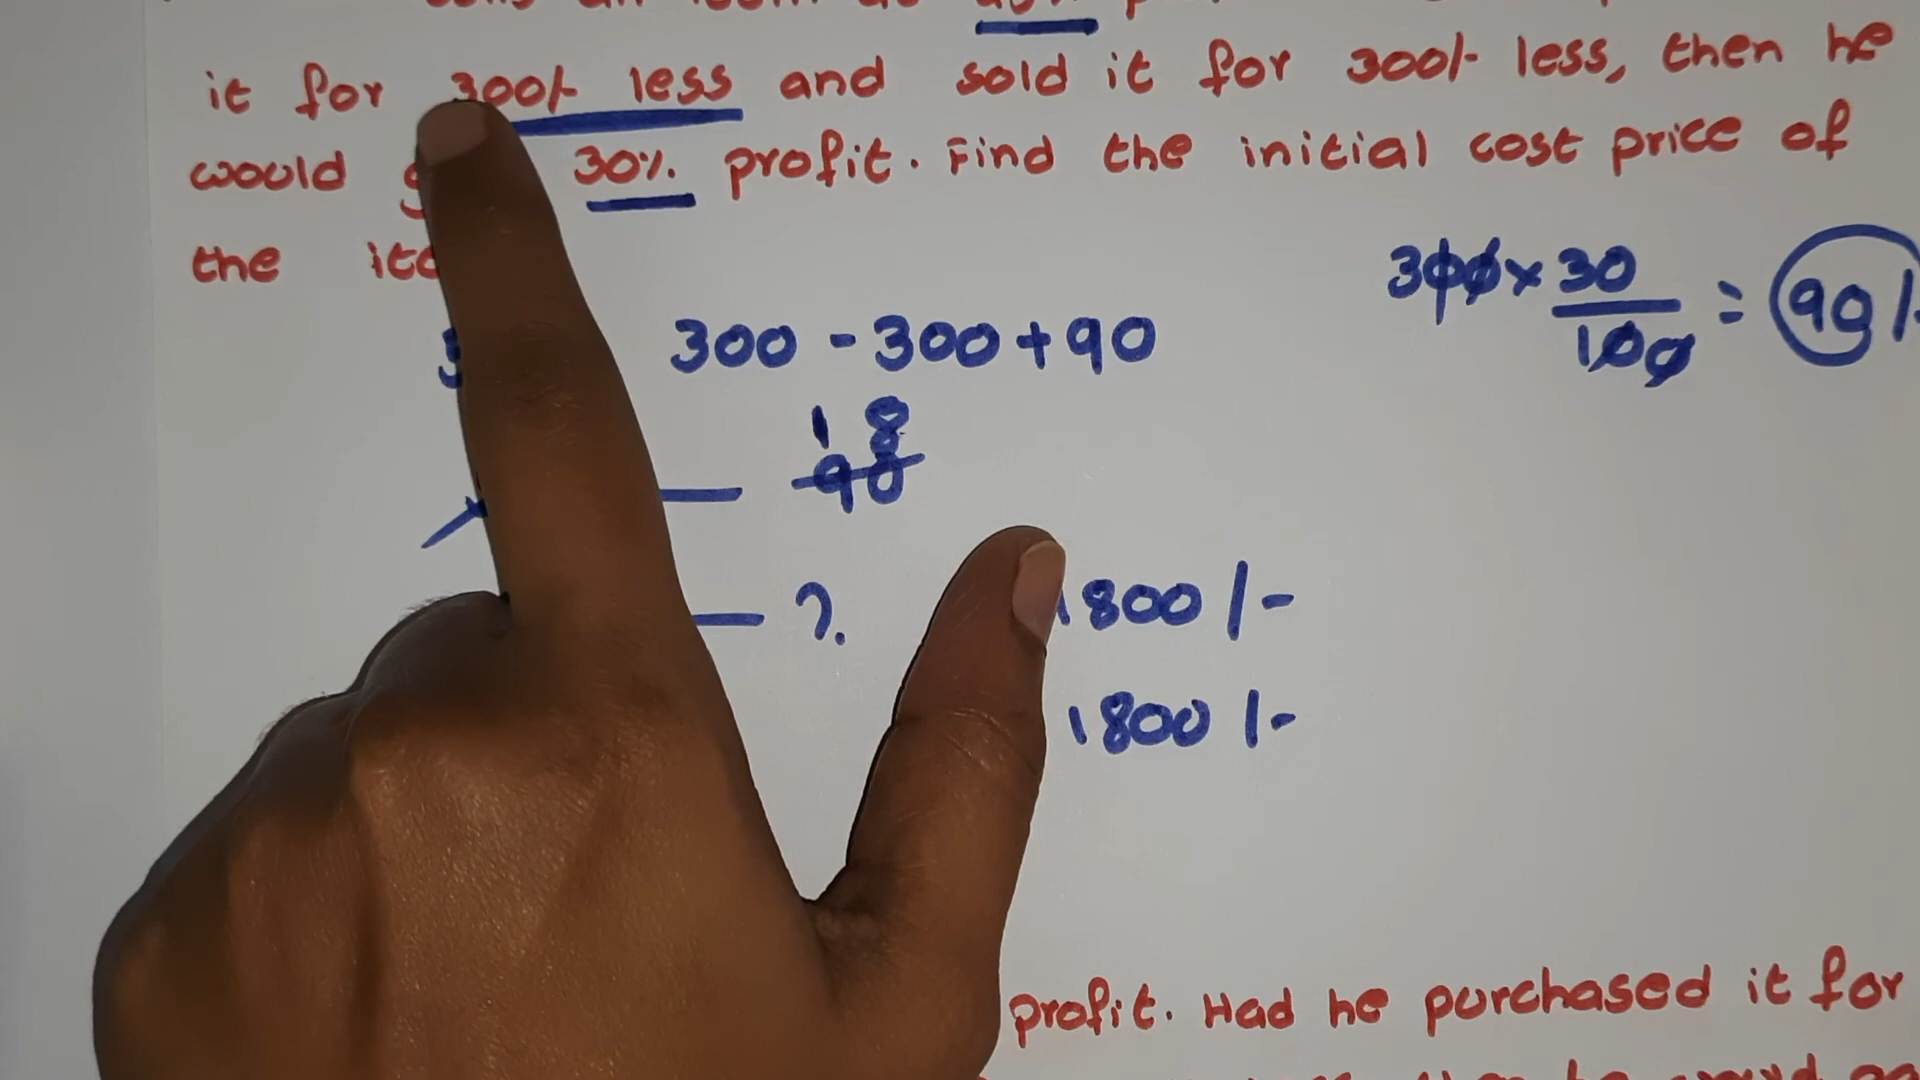 it for 300/- less and sold it for 300/- less, then he
would 30%. profit. Find the initial cost price of
the
300 × 30/100 = 90/-
300 - 300 + 90
18
90
?
1800/-
1800/-
profit. Had he purchased it for